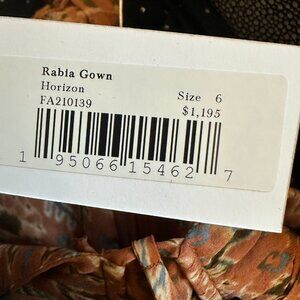 Rabia Gown
Horizon
FA210139
Size 6
$1,195
1 95066 15462 7